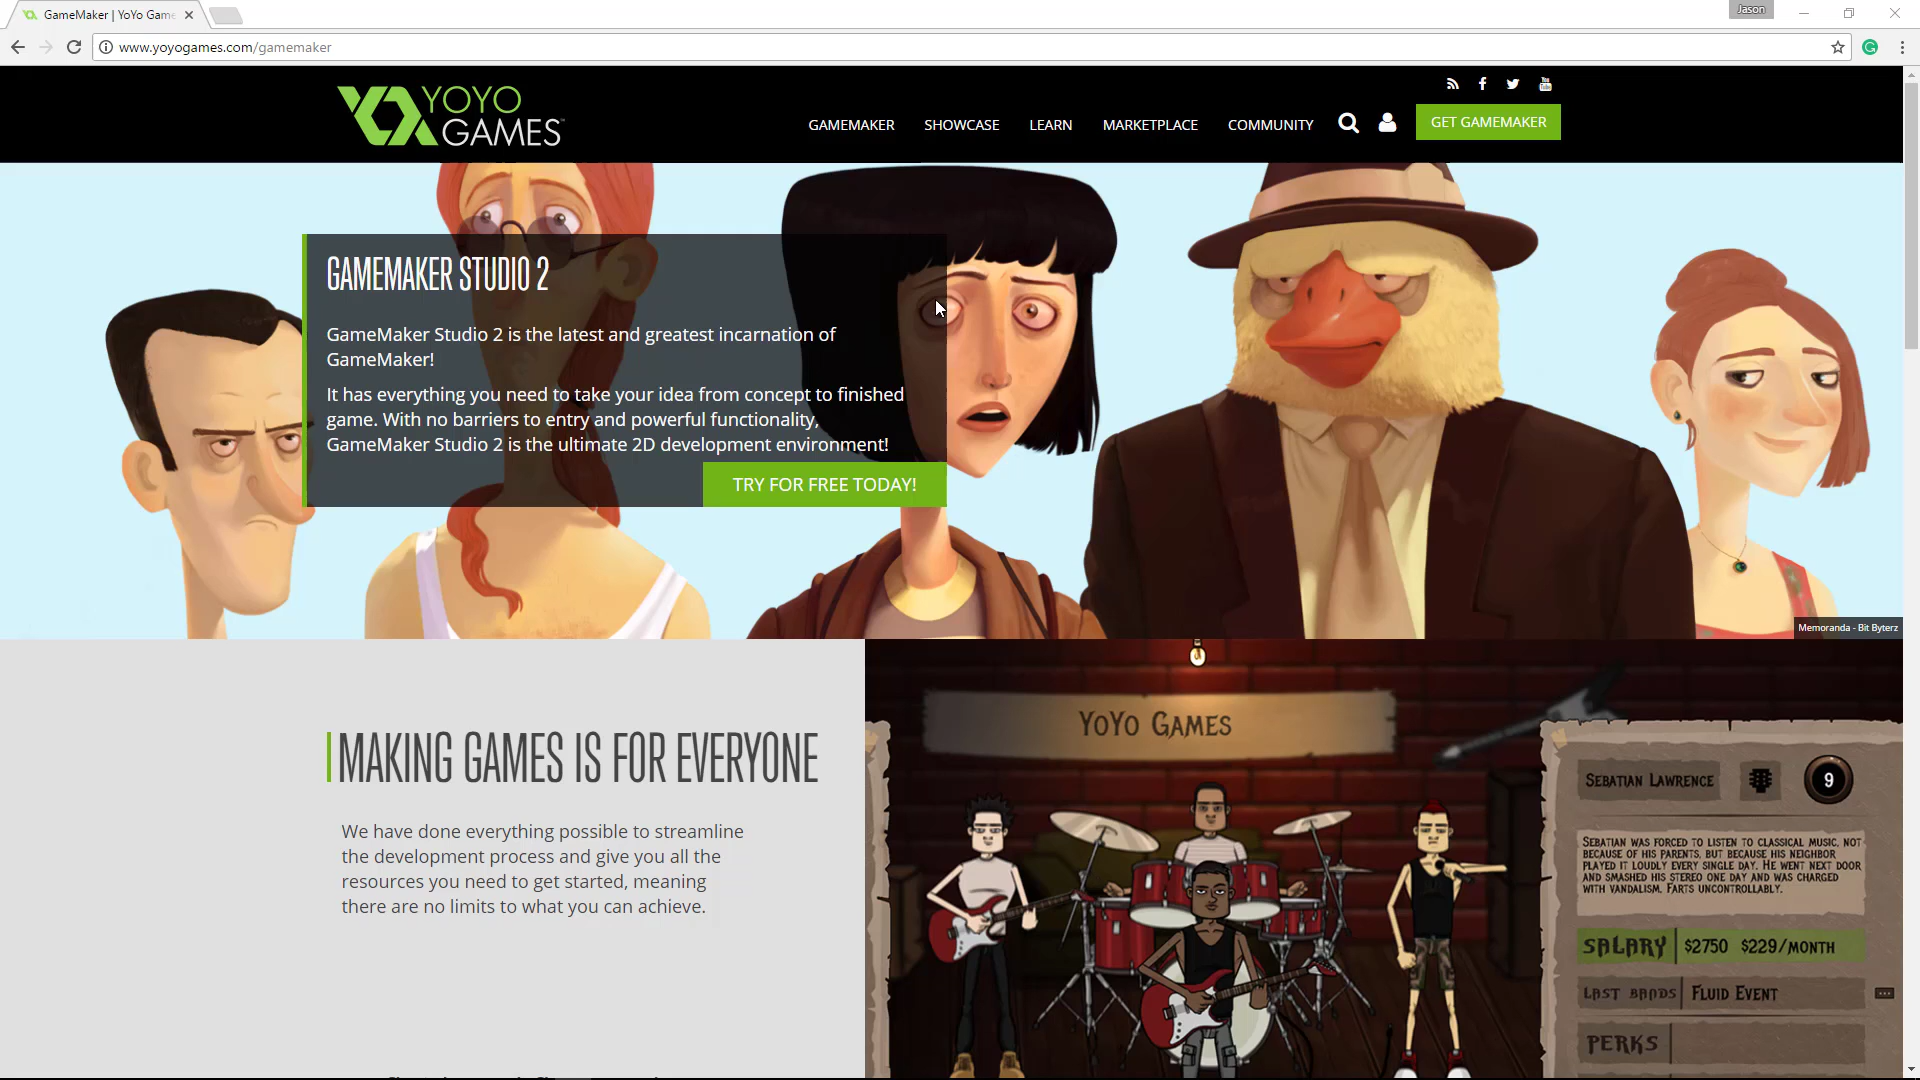 GameMaker | YoYo Game
Jason
www.yoyogames.com/gamemaker
YOYO
GAMES
GAMEMAKER
SHOWCASE
LEARN
MARKETPLACE
COMMUNITY
GET GAMEMAKER
GAMEMAKER STUDIO 2
GameMaker Studio 2 is the latest and greatest incarnation of
GameMaker!
It has everything you need to take your idea from concept to finished
game. With no barriers to entry and powerful functionality,
GameMaker Studio 2 is the ultimate 2D development environment!
TRY FOR FREE TODAY!
Memoranda - Bit Byterz
MAKING GAMES IS FOR EVERYONE
We have done everything possible to streamline
the development process and give you all the
resources you need to get started, meaning
there are no limits to what you can achieve.
YoYo Games
Sebatian Lawrence
9
Sebatian was forced to listen to classical music, not
because of his parents, but because his neighbor
played it loudly every single day. He went next door
and smashed his stereo one day and was charged
with vandalism. Farts uncontrollably.
SALARY $2750 $229/MONTH
LAST BANDS Fluid Event
PERKS